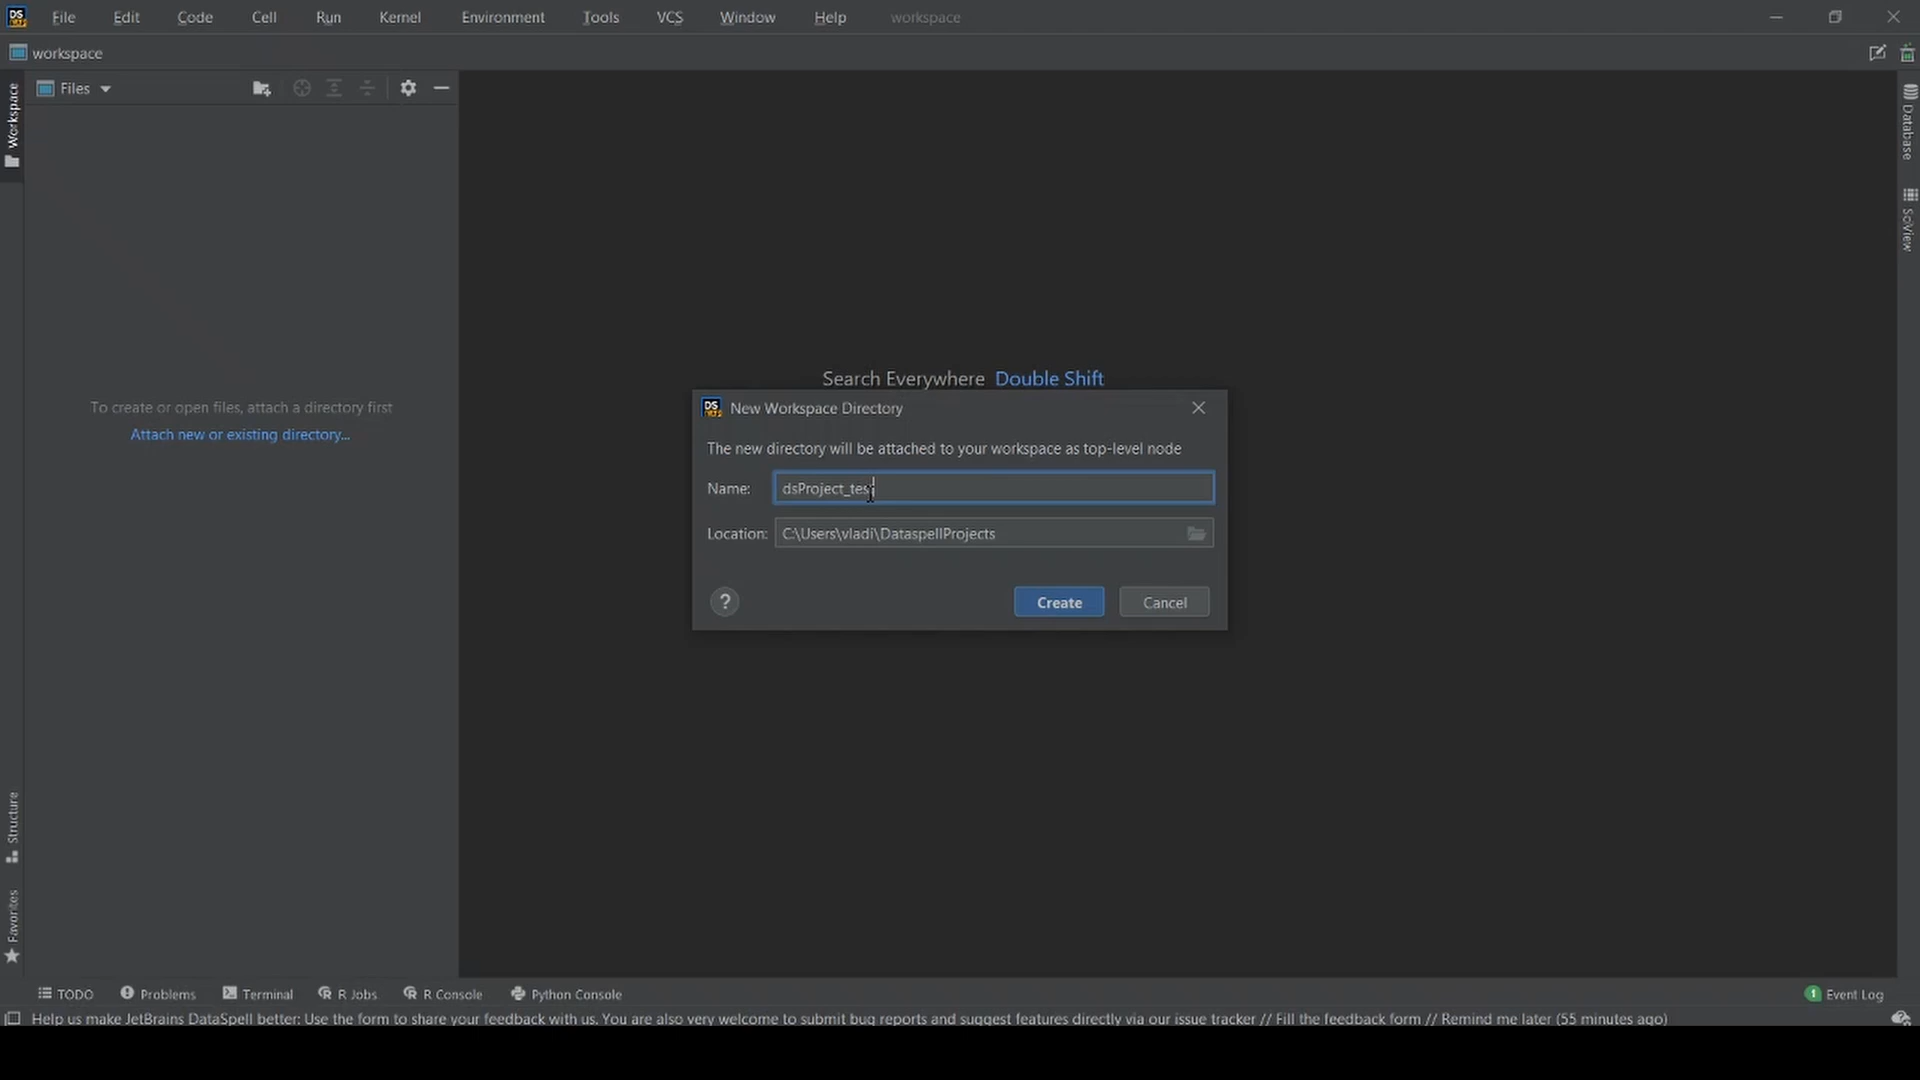 DS
File Edit Code Cell Run Kernel Environment Tools VCS Window Help workspace
workspace
Workspace
Files
Database
SciView
To create or open files, attach a directory first
Attach new or existing directory...
Search Everywhere Double Shift
DS New Workspace Directory
The new directory will be attached to your workspace as top-level node
Name: dsProject_test
Location: C:\Users\vladi\DataspellProjects
? Create Cancel
Structure
Favorites
TODO Problems Terminal R Jobs R Console Python Console 1 Event Log
Help us make JetBrains DataSpell better: Use the form to share your feedback with us. You are also very welcome to submit bug reports and suggest features directly via our issue tracker // Fill the feedback form // Remind me later (55 minutes ago)